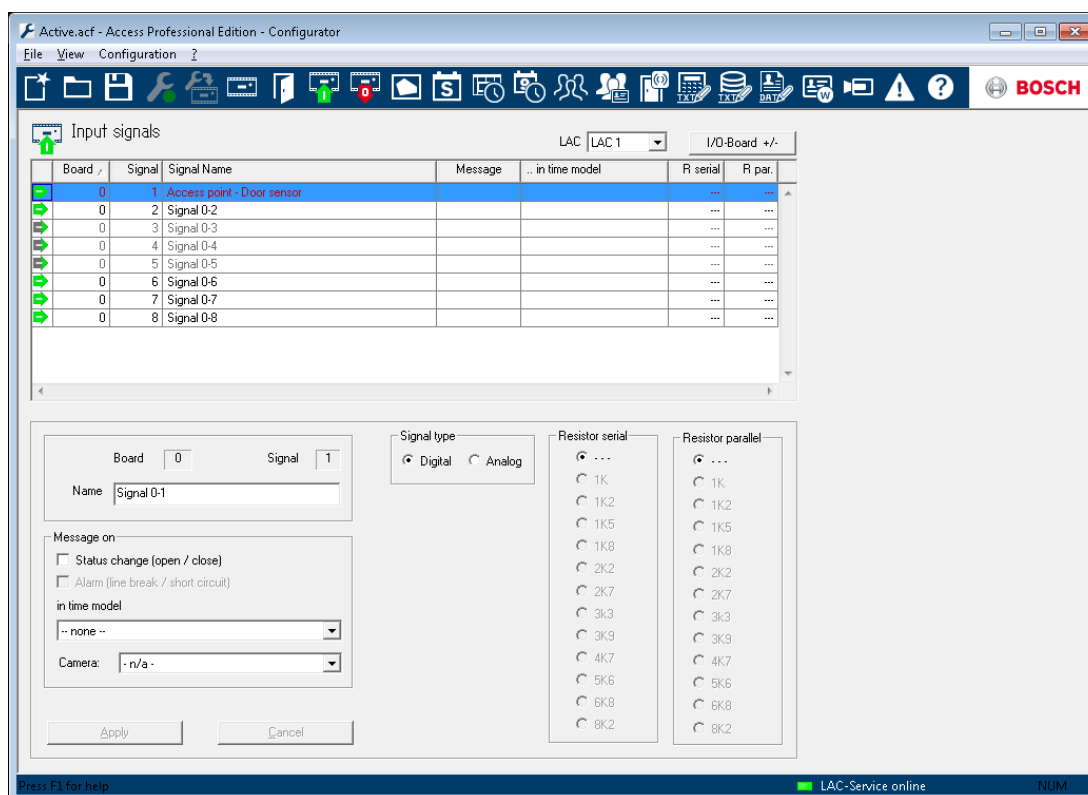 Active.acf - Access Professional Edition - Configurator
File View Configuration ?
S TXT TXT DATA W ? BOSCH
Input signals
LAC LAC 1 I/O-Board +/-
Board Signal Signal Name Message .. in time model R serial R par.
0 1 Access point - Door sensor --- ---
0 2 Signal 0-2 --- ---
0 3 Signal 0-3 --- ---
0 4 Signal 0-4 --- ---
0 5 Signal 0-5 --- ---
0 6 Signal 0-6 --- ---
0 7 Signal 0-7 --- ---
0 8 Signal 0-8 --- ---
Board 0 Signal 1
Name Signal 0-1
Message on
Status change (open / close)
Alarm (line break / short circuit)
in time model
-- none --
Camera: - n/a -
Apply Cancel
Signal type
Digital Analog
Resistor serial
---
1K
1K2
1K5
1K8
2K2
2K7
3k3
3K9
4K7
5K6
6K8
8K2
Resistor parallel
---
1K
1K2
1K5
1K8
2K2
2K7
3k3
3K9
4K7
5K6
6K8
8K2
Press F1 for help LAC-Service online NUM